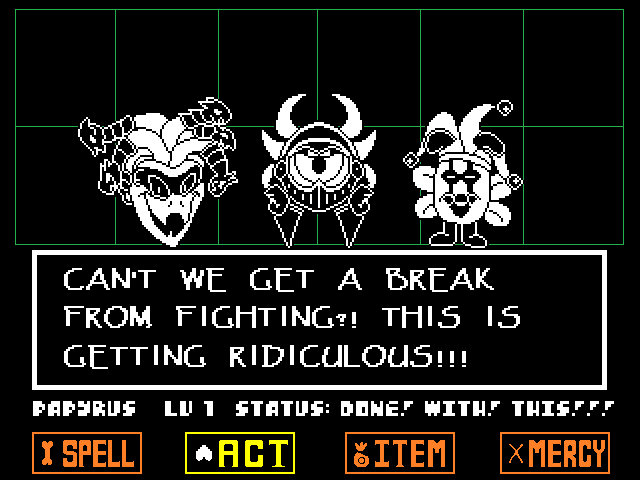 CAN'T WE GET A BREAK
FROM FIGHTING?! THIS IS
GETTING RIDICULOUS!!!
PAPYRUS LV 1 STATUS: DONE! WITH! THIS!!!
SPELL ACT ITEM MERCY